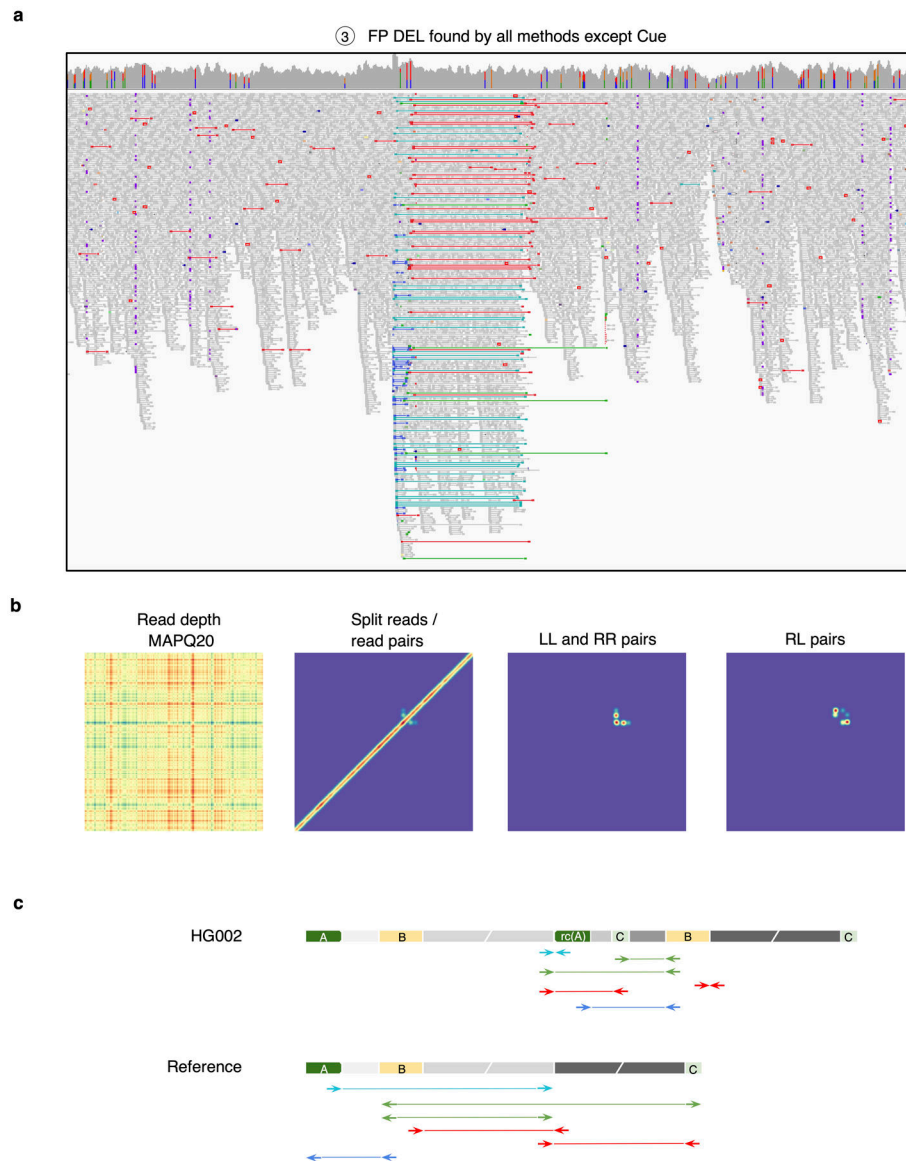 a
③ FP DEL found by all methods except Cue
b
Read depth
MAPQ20
Split reads /
read pairs
LL and RR pairs
RL pairs
c
HG002
A
B
rc(A)
C
B
C
Reference
A
B
C